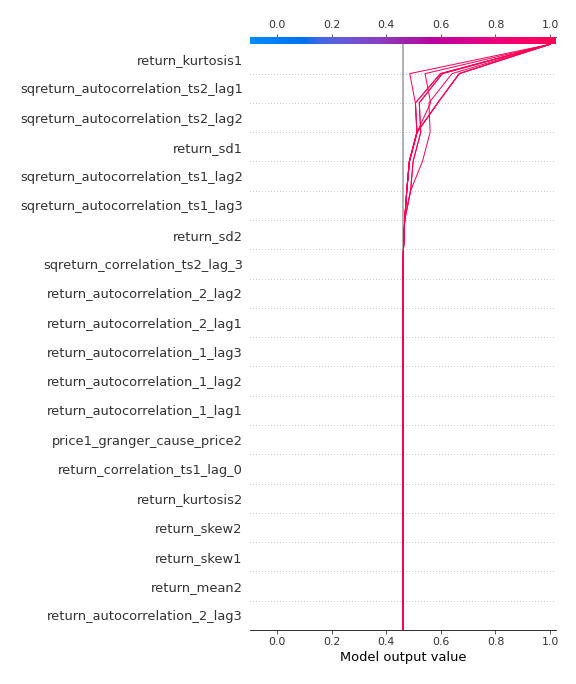 0.0 0.2 0.4 0.6 0.8 1.0
return_kurtosis1
sqreturn_autocorrelation_ts2_lag1
sqreturn_autocorrelation_ts2_lag2
return_sd1
sqreturn_autocorrelation_ts1_lag2
sqreturn_autocorrelation_ts1_lag3
return_sd2
sqreturn_correlation_ts2_lag_3
return_autocorrelation_2_lag2
return_autocorrelation_2_lag1
return_autocorrelation_1_lag3
return_autocorrelation_1_lag2
return_autocorrelation_1_lag1
price1_granger_cause_price2
return_correlation_ts1_lag_0
return_kurtosis2
return_skew2
return_skew1
return_mean2
return_autocorrelation_2_lag3
0.0 0.2 0.4 0.6 0.8 1.0
Model output value